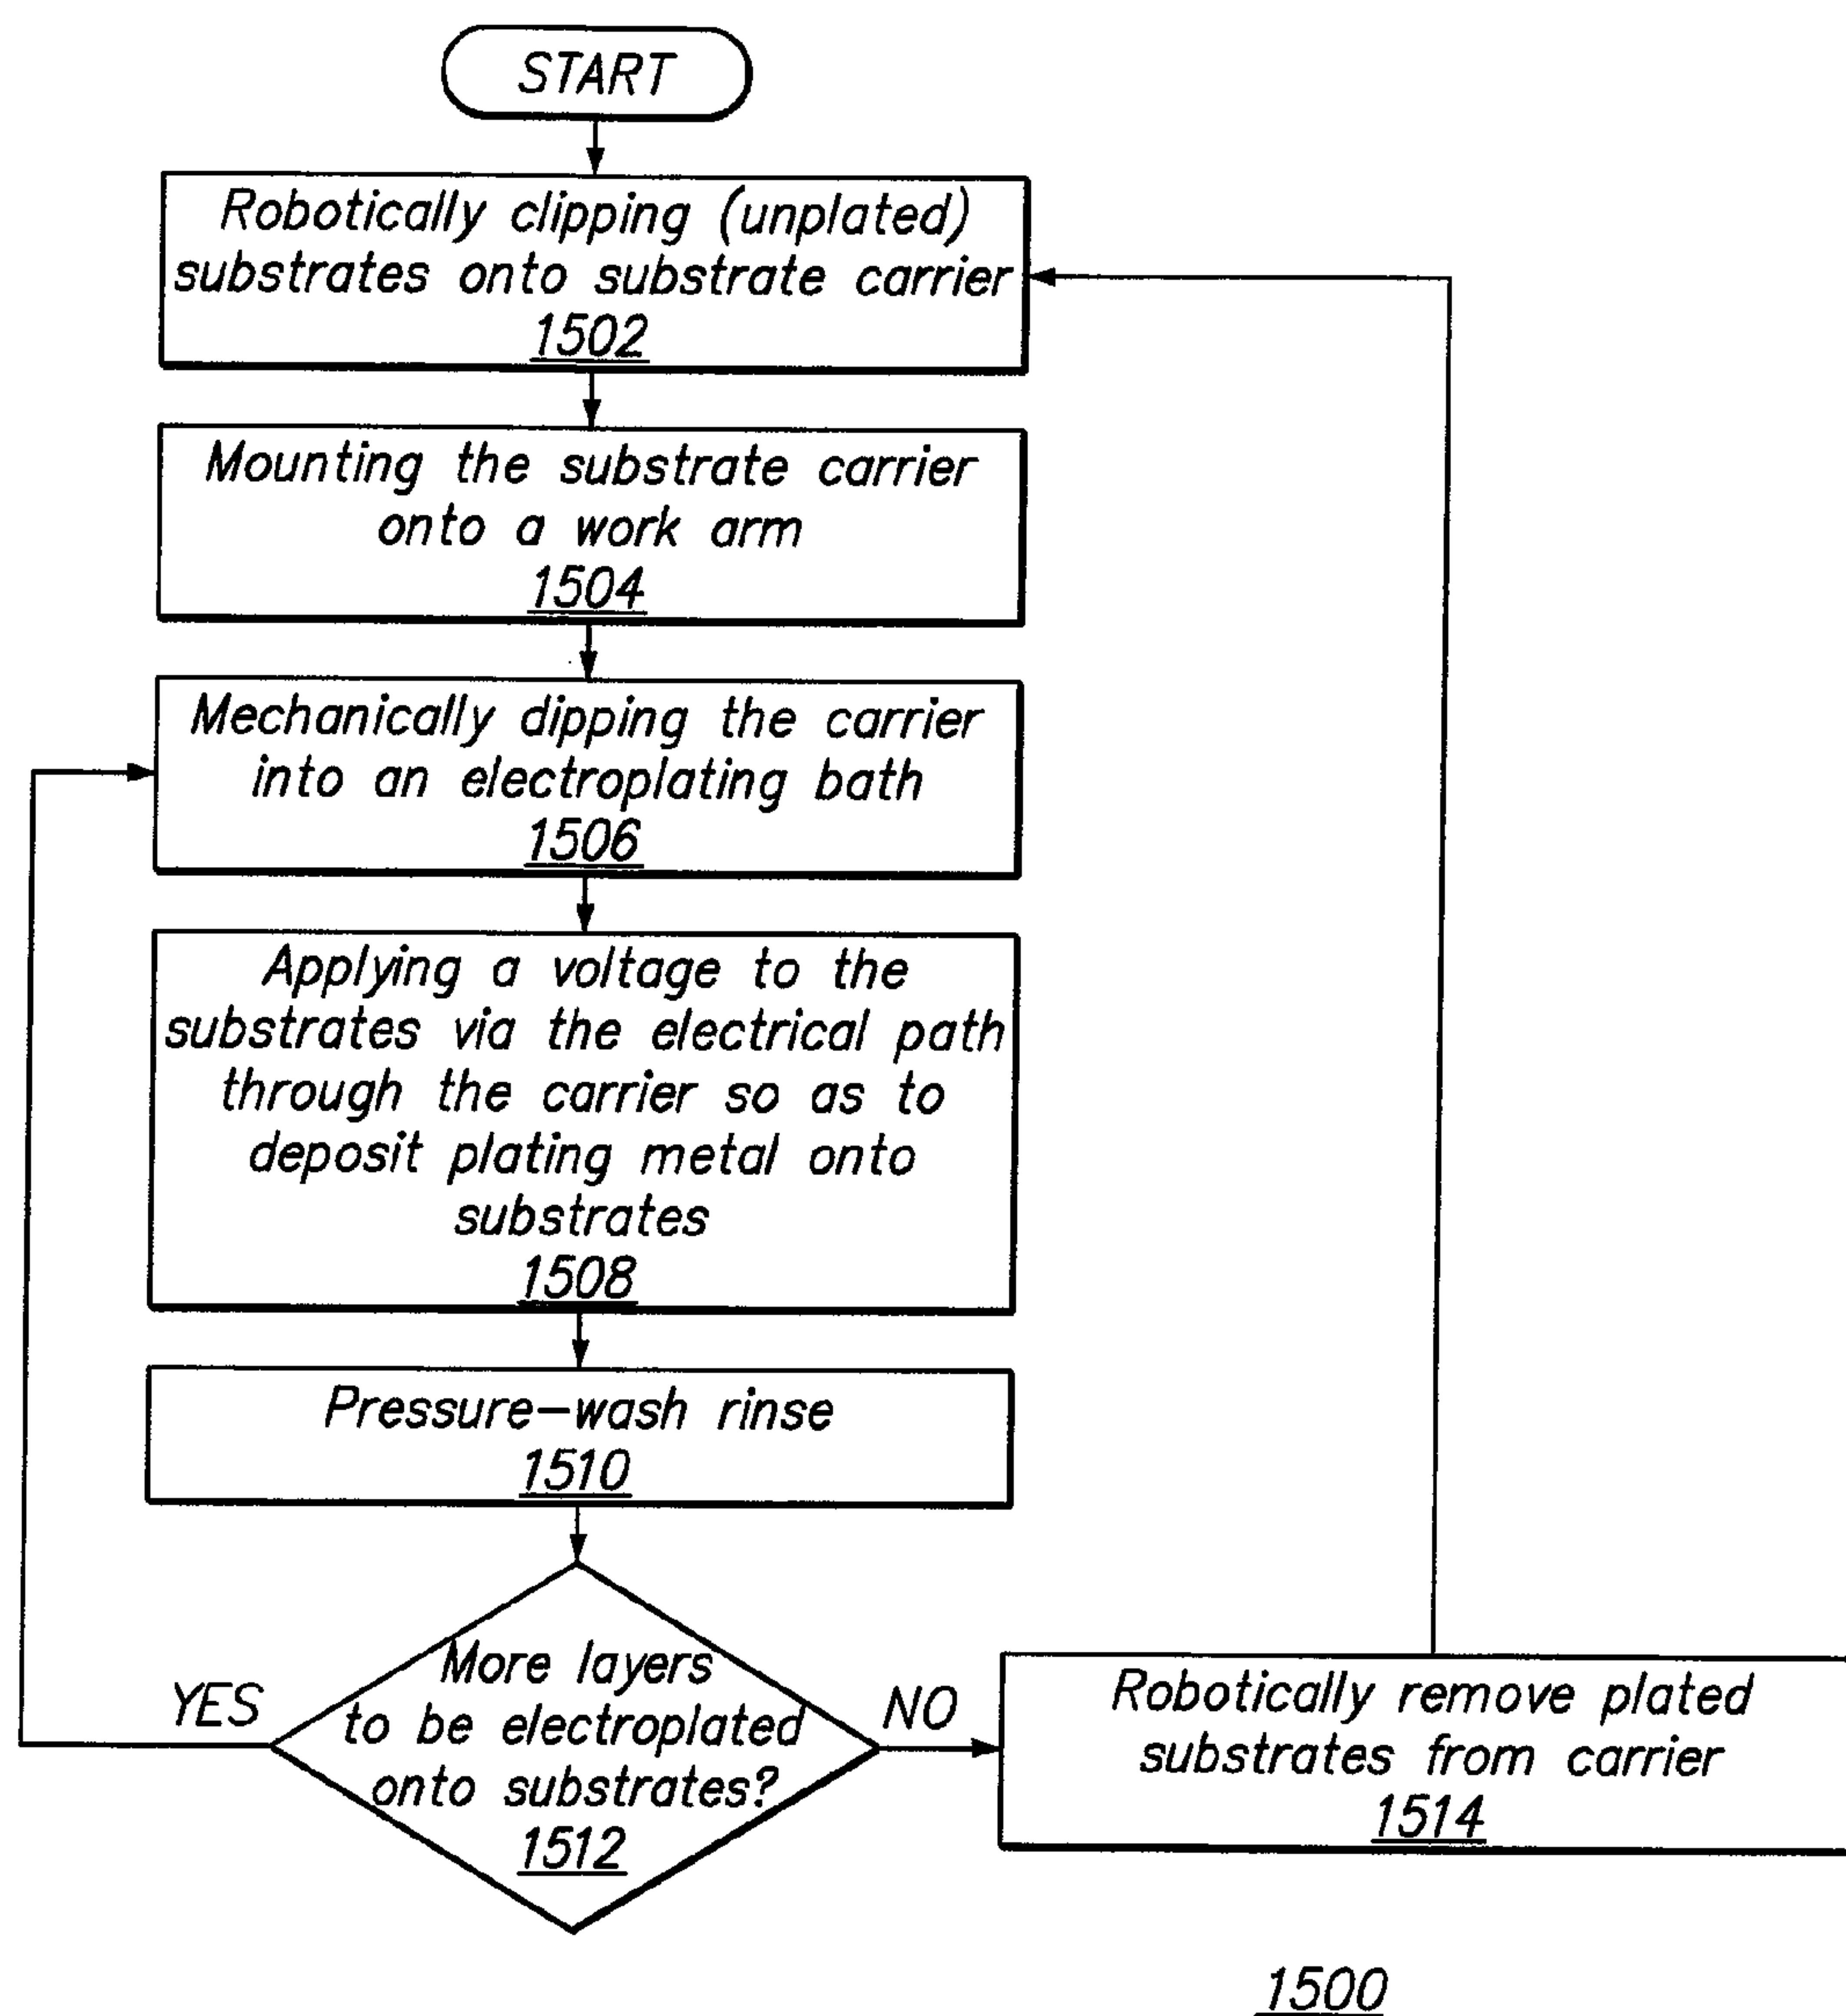 START
Robotically clipping (unplated)
substrates onto substrate carrier
1502
Mounting the substrate carrier
onto a work arm
1504
Mechanically dipping the carrier
into an electroplating bath
1506
Applying a voltage to the
substrates via the electrical path
through the carrier so as to
deposit plating metal onto
substrates
1508
Pressure-wash rinse
1510
More layers
to be electroplated
onto substrates?
1512
YES
NO
Robotically remove plated
substrates from carrier
1514
1500